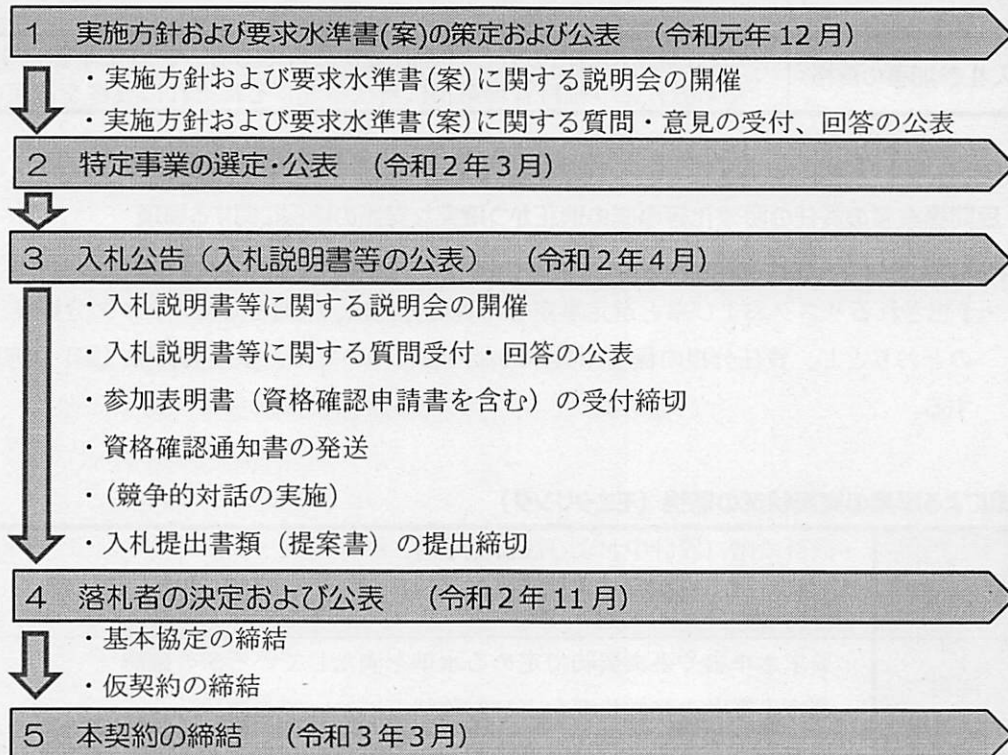 1 実施方針および要求水準書(案)の策定および公表 (令和元年12月)
・実施方針および要求水準書(案)に関する説明会の開催
・実施方針および要求水準書(案)に関する質問・意見の受付、回答の公表
2 特定事業の選定・公表 (令和2年3月)
3 入札公告(入札説明書等の公表) (令和2年4月)
・入札説明書等に関する説明会の開催
・入札説明書等に関する質問受付・回答の公表
・参加表明書(資格確認申請書を含む)の受付締切
・資格確認通知書の発送
・(競争的対話の実施)
・入札提出書類(提案書)の提出締切
4 落札者の決定および公表 (令和2年11月)
・基本協定の締結
・仮契約の締結
5 本契約の締結 (令和3年3月)